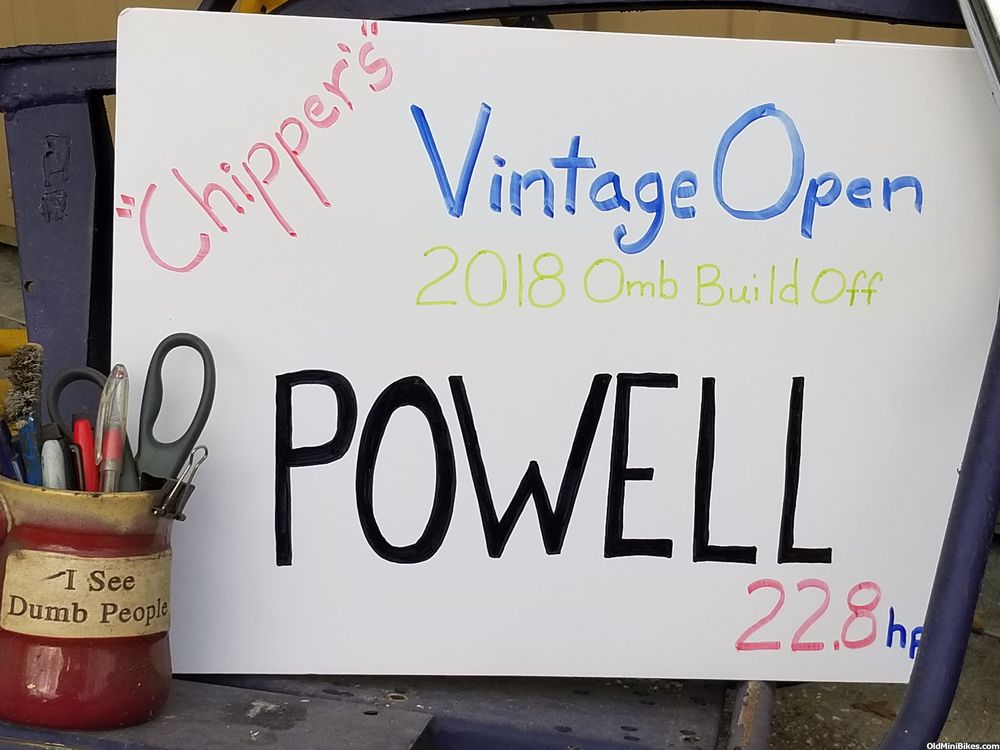 "Chipper's"
Vintage Open
2018 Omb Build Off
POWELL
22.8 hp
I See
Dumb People
OldMiniBikes.com